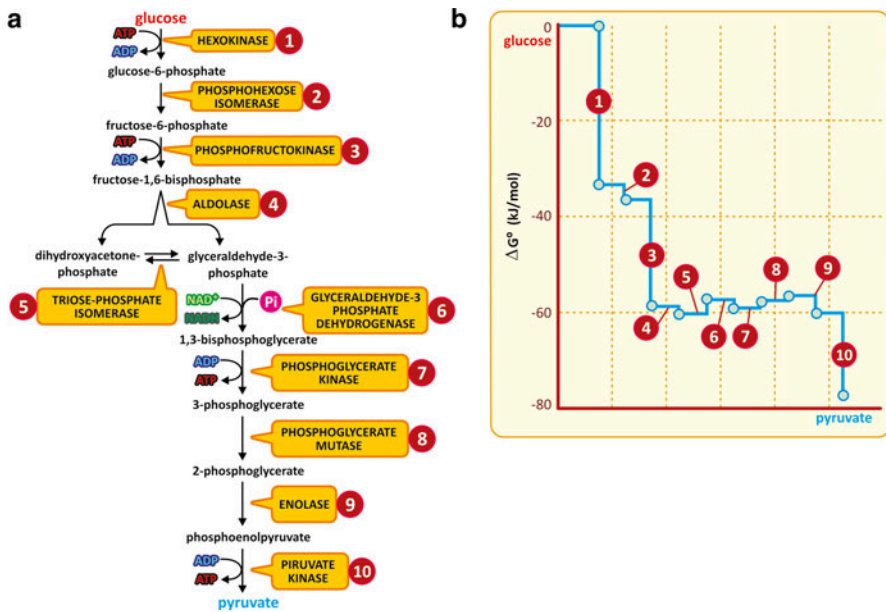 a
glucose
ATP
ADP
HEXOKINASE
1
glucose-6-phosphate
PHOSPHOHEXOSE
ISOMERASE
2
fructose-6-phosphate
ATP
ADP
PHOSPHOFRUCTOKINASE
3
fructose-1,6-bisphosphate
ALDOLASE
4
dihydroxyacetone-
phosphate
glyceraldehyde-3-
phosphate
5
TRIOSE-PHOSPHATE
ISOMERASE
NAD+
NADH
Pi
GLYCERALDEHYDE-3
PHOSPHATE
DEHYDROGENASE
6
1,3-bisphosphoglycerate
ADP
ATP
PHOSPHOGLYCERATE
KINASE
7
3-phosphoglycerate
PHOSPHOGLYCERATE
MUTASE
8
2-phosphoglycerate
ENOLASE
9
phosphoenolpyruvate
ADP
ATP
PIRUVATE
KINASE
10
pyruvate
b
0
glucose
-20
-40
-60
-80
ΔG° (kJ/mol)
1
2
3
4
5
6
7
8
9
10
pyruvate